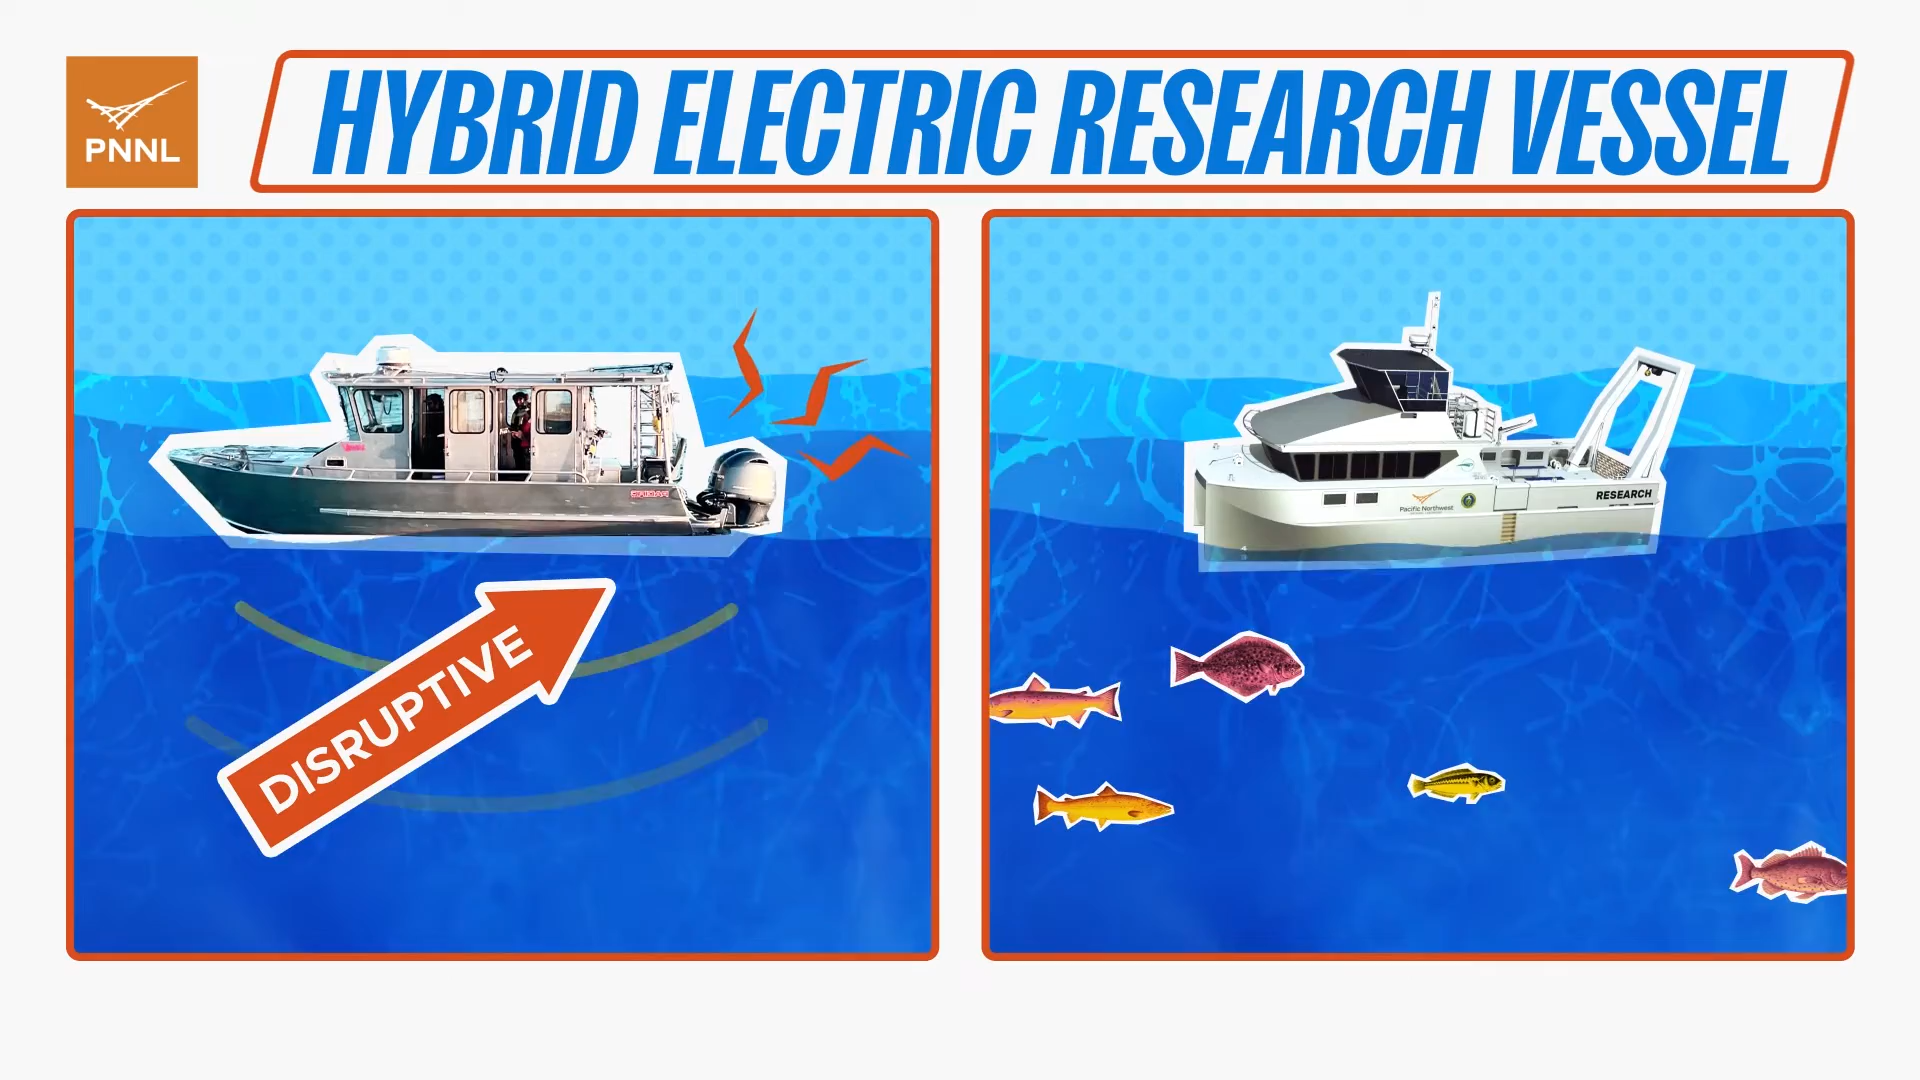 PNNL
HYBRID ELECTRIC RESEARCH VESSEL
DISRUPTIVE
RESEARCH
Pacific Northwest